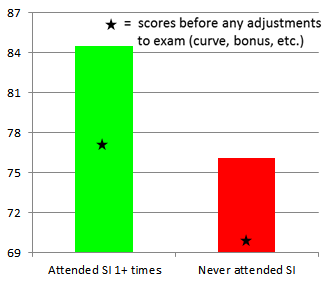 87
★ = scores before any adjustments
to exam (curve, bonus, etc.)
84
81
78
75
72
69
Attended SI 1+ times Never attended SI